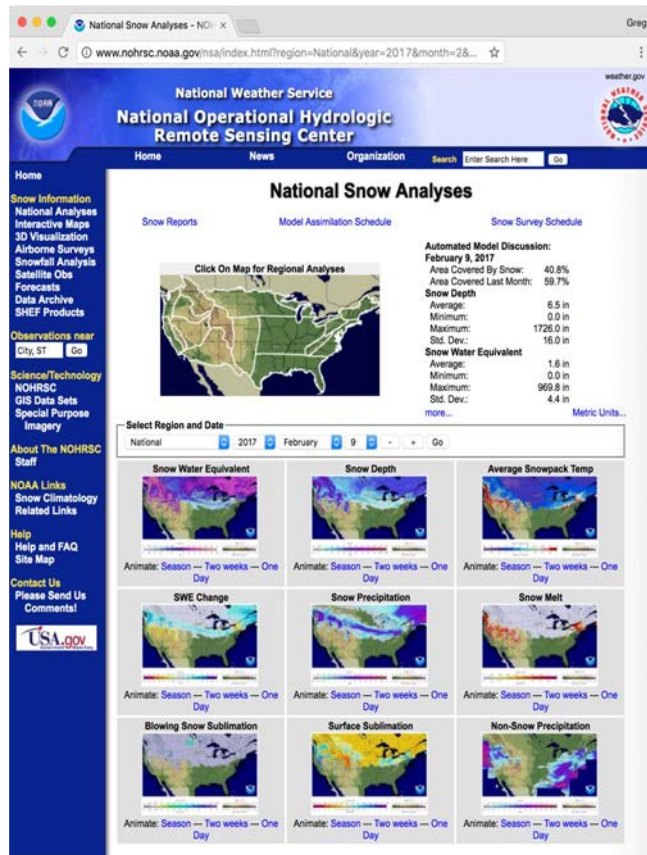 National Snow Analyses - NOH
Greg
www.nohrsc.noaa.gov/nsa/index.html?region=National&year=2017&month=2&...
weather.gov
NOAA
National Weather Service
National Operational Hydrologic
Remote Sensing Center
Home
News
Organization
Search
Enter Search Here
Go
Home
Snow Information
National Analyses
Interactive Maps
3D Visualization
Airborne Surveys
Snowfall Analysis
Satellite Obs
Forecasts
Data Archive
SHEF Products
Observations near
City, ST
Go
Science/Technology
NOHRSC
GIS Data Sets
Special Purpose
Imagery
About The NOHRSC
Staff
NOAA Links
Snow Climatology
Related Links
Help
Help and FAQ
Site Map
Contact Us
Please Send Us
Comments!
USA.gov
National Snow Analyses
Snow Reports
Model Assimilation Schedule
Snow Survey Schedule
Click On Map for Regional Analyses
Automated Model Discussion:
February 9, 2017
Area Covered By Snow: 40.8%
Area Covered Last Month: 59.7%
Snow Depth
Average: 6.5 in
Minimum: 0.0 in
Maximum: 1726.0 in
Std. Dev.: 16.0 in
Snow Water Equivalent
Average: 1.6 in
Minimum: 0.0 in
Maximum: 969.8 in
Std. Dev.: 4.4 in
more...
Metric Units...
Select Region and Date
National 2017 February 9 - + Go
Snow Water Equivalent
Animate: Season --- Two weeks --- One
Day
Snow Depth
Animate: Season --- Two weeks --- One
Day
Average Snowpack Temp
Animate: Season --- Two weeks --- One
Day
SWE Change
Animate: Season --- Two weeks --- One
Day
Snow Precipitation
Animate: Season --- Two weeks --- One
Day
Snow Melt
Animate: Season --- Two weeks --- One
Day
Blowing Snow Sublimation
Animate: Season --- Two weeks --- One
Day
Surface Sublimation
Animate: Season --- Two weeks --- One
Day
Non-Snow Precipitation
Animate: Season --- Two weeks --- One
Day